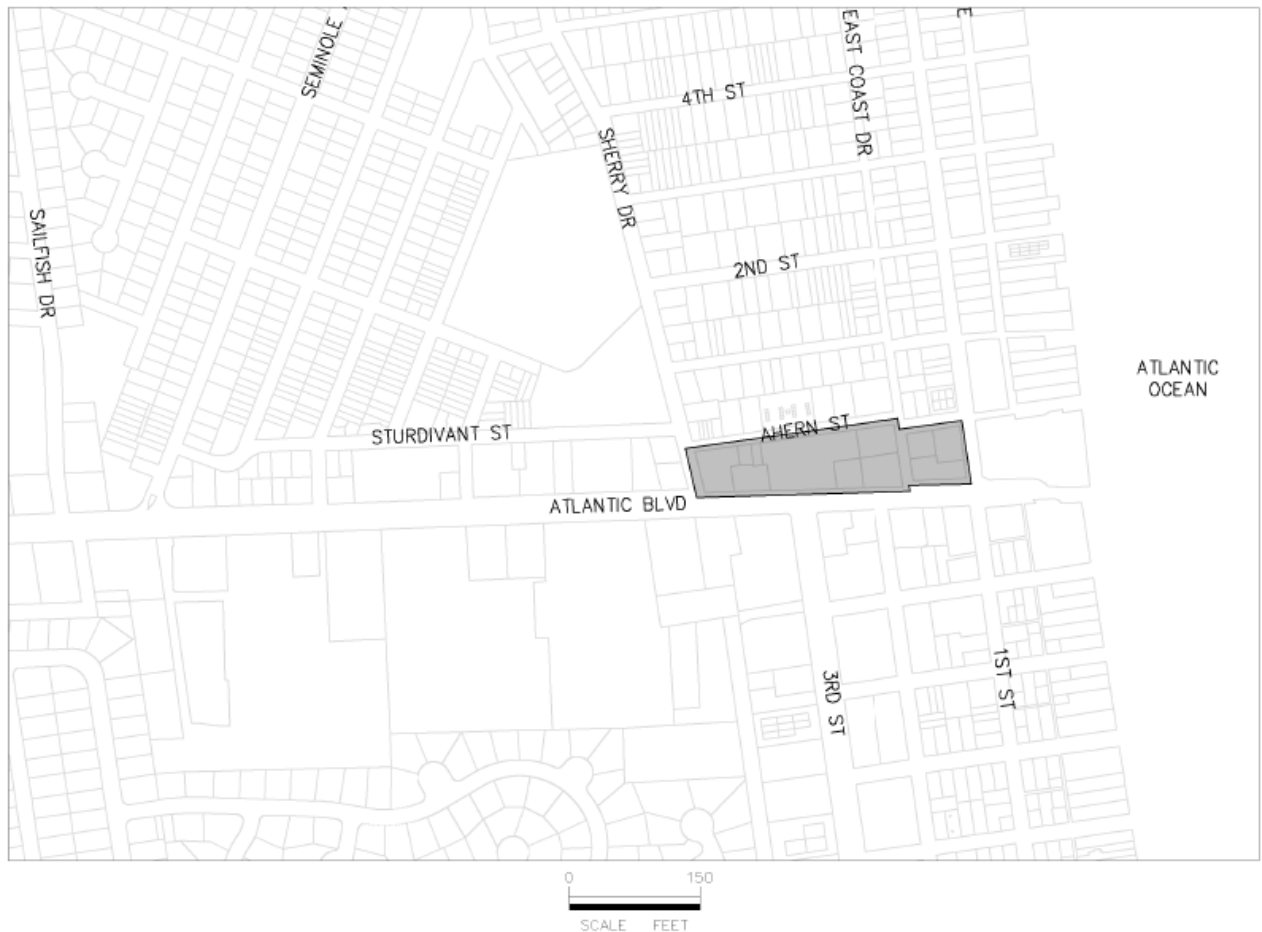 SEMINOLE
EAST COAST DR
4TH ST
SHERRY DR
SAILFISH DR
2ND ST
ATLANTIC
OCEAN
AHERN ST
STURDIVANT ST
ATLANTIC BLVD
3RD ST
1ST ST
0 150
SCALE FEET